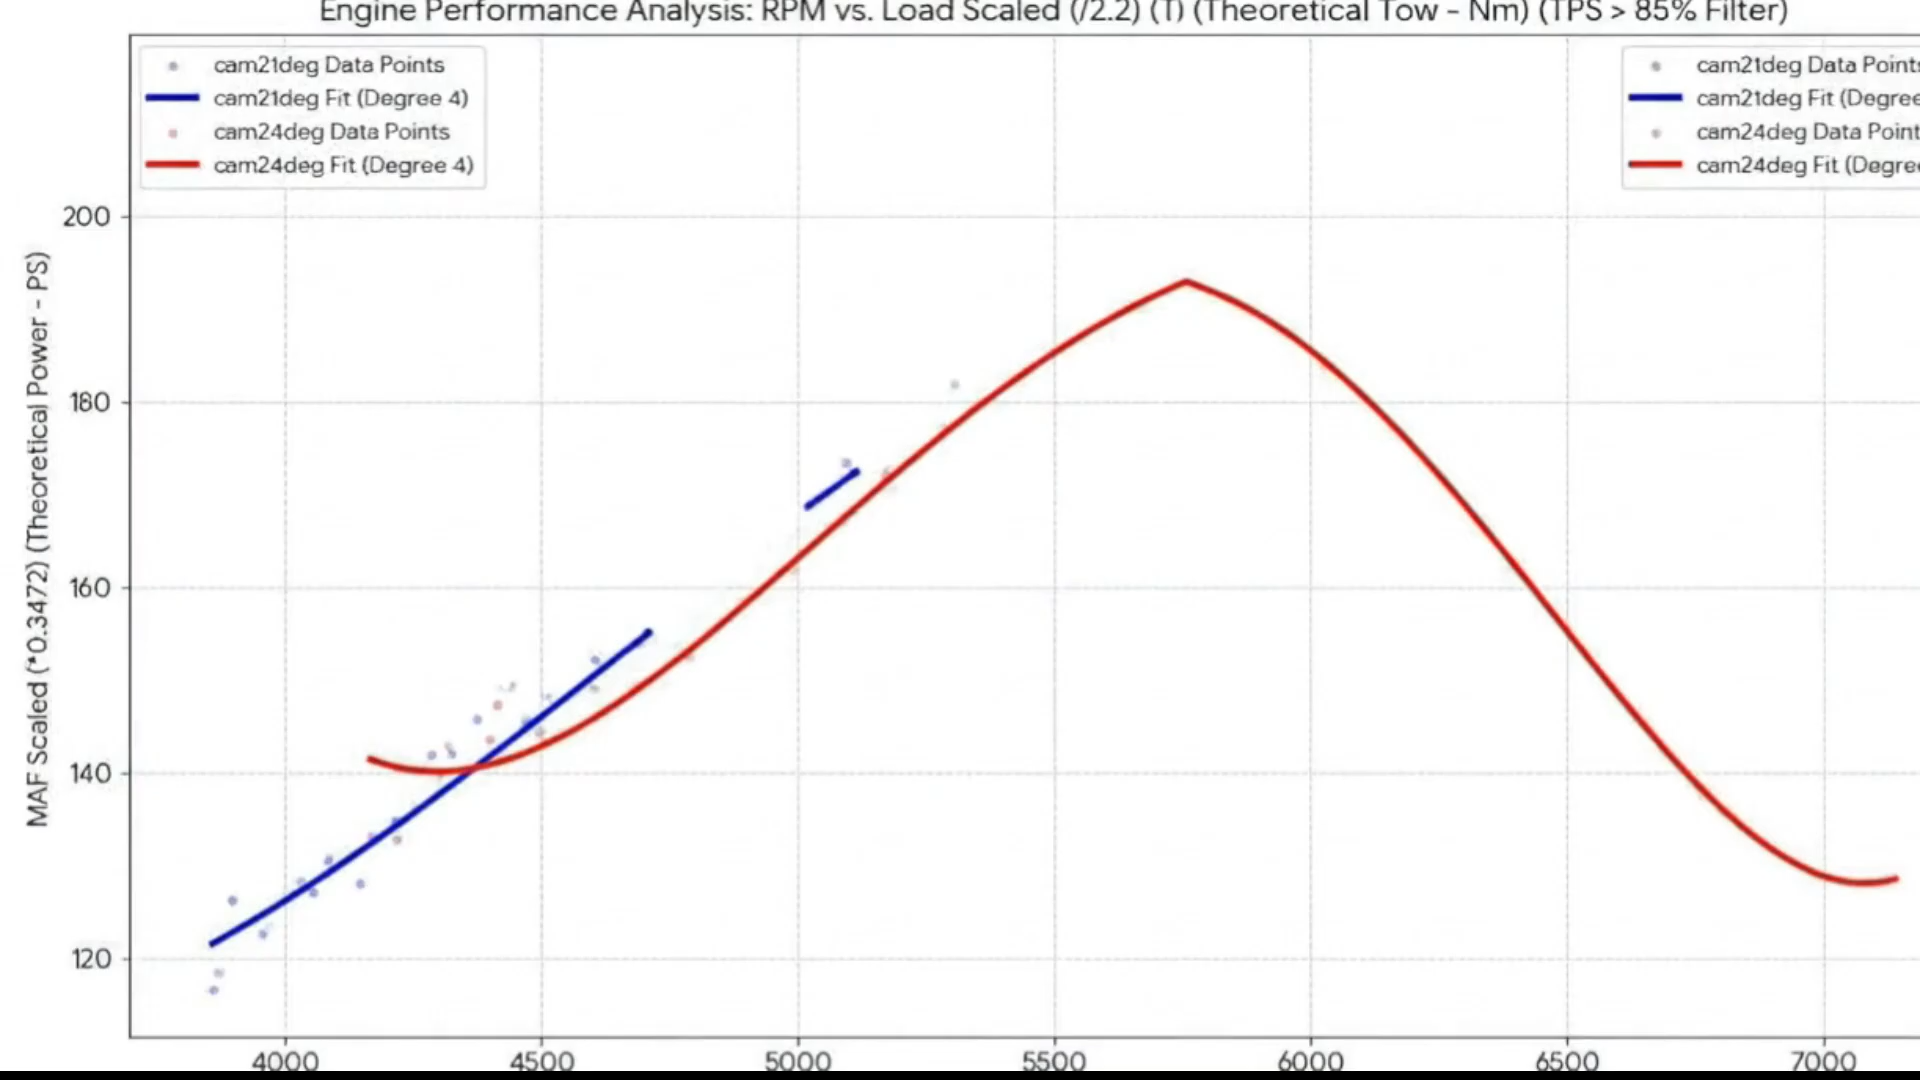 Engine Performance Analysis: RPM vs. Load Scaled (/2.2) (T) (Theoretical Tow - Nm) (TPS > 85% Filter)
cam21deg Data Points
cam21deg Fit (Degree 4)
cam24deg Data Points
cam24deg Fit (Degree 4)
cam21deg Data Points
cam21deg Fit (Degree
cam24deg Data Point
cam24deg Fit (Degree
MAF Scaled (*0.3472) (Theoretical Power - PS)
200
180
160
140
120
4000
4500
5000
5500
6000
6500
7000